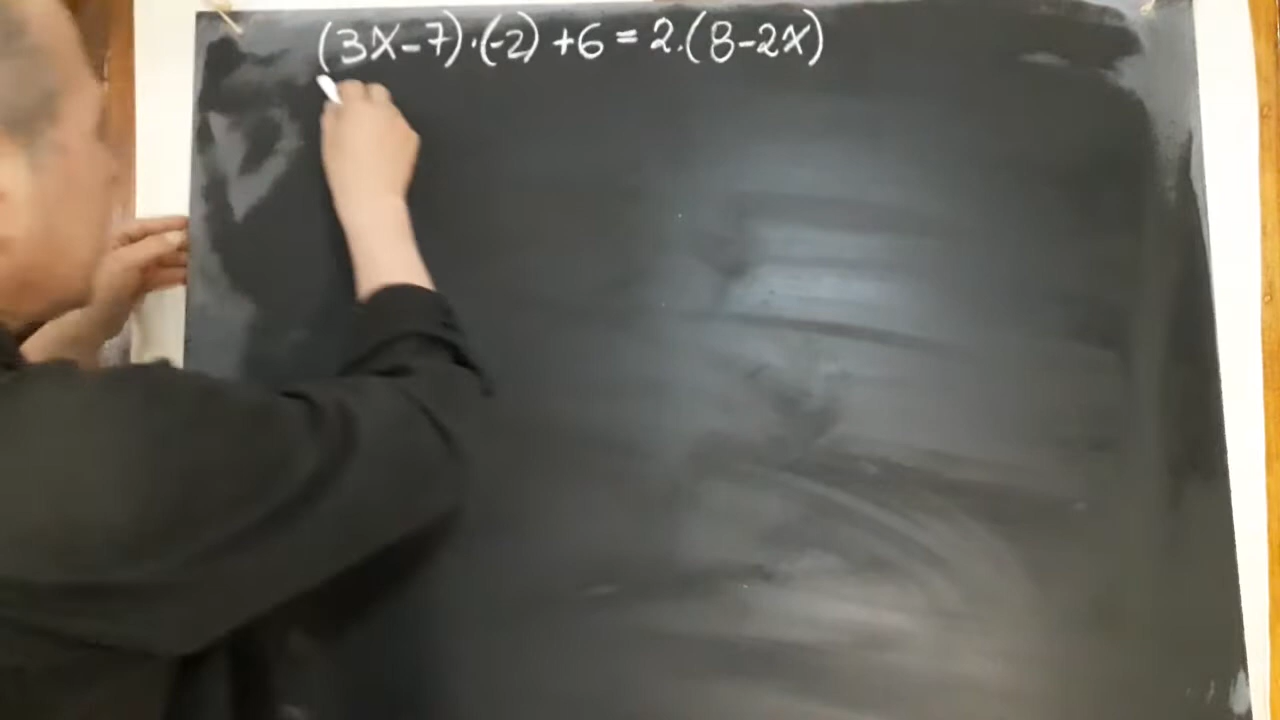 (3x-7)·(-2) +6 = 2.(8-2x)